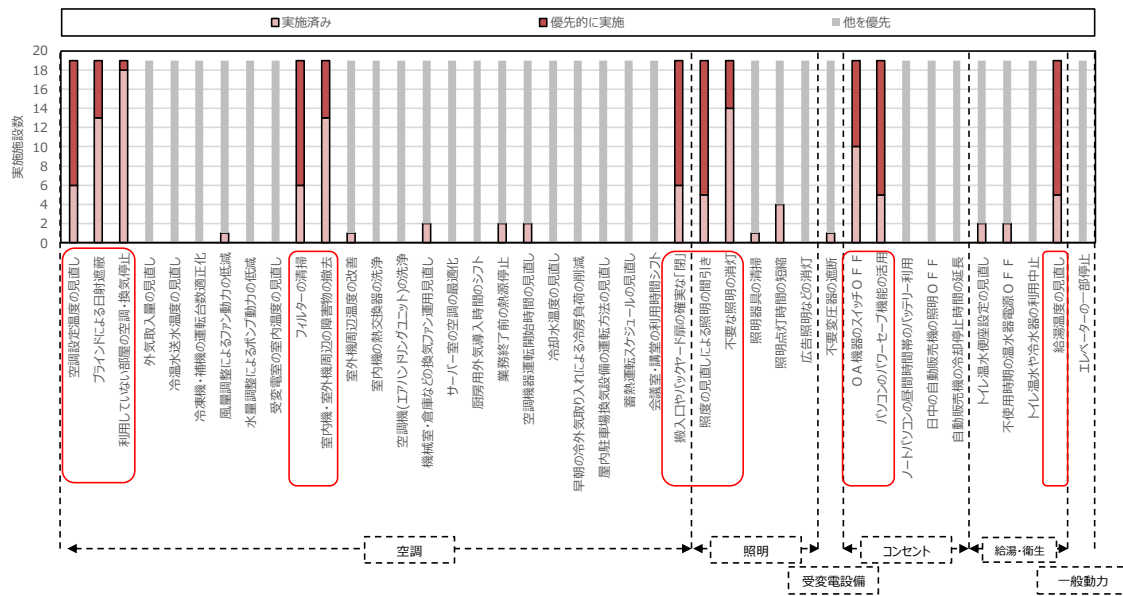 実施済み
優先的に実施
他を優先
実施施設数
20
18
16
14
12
10
8
6
4
2
0
空調設定温度の見直し
ブラインドによる日射遮蔽
利用していない部屋の空調・換気停止
外気取入量の見直し
冷温水送水温度の見直し
冷凍機・補機の運転台数適正化
風量調整によるファン動力の低減
水量調整によるポンプ動力の低減
受変電室の室内温度の見直し
フィルターの清掃
室内機・室外機周辺の障害物の撤去
室外機周辺温度の改善
室内機の熱交換器の洗浄
空調機(エアハンドリングユニット)の洗浄
機械室・倉庫などの換気ファン運用見直し
サーバー室の空調の最適化
厨房用外気導入時間のシフト
業務終了前の熱源停止
空調機器運転開始時間の見直し
冷却水温度の見直し
早朝の冷外気取り入れによる冷房負荷の削減
屋内駐車場換気設備の運転方法の見直し
蓄熱運転スケジュールの見直し
会議室・講堂の利用時間シフト
搬入口やバックヤード扉の確実な「閉」
照度の見直しによる照明の間引き
不要な照明の消灯
照明器具の清掃
照明点灯時間の短縮
広告照明などの消灯
不要変圧器の遮断
OA機器のスイッチOFF
パソコンのパワーセーブ機能の活用
ノートパソコンの昼間時間帯のバッテリー利用
日中の自動販売機の照明OFF
自動販売機の冷却停止時間の延長
トイレ温水便座設定の見直し
不使用時期の温水器電源OFF
トイレ温水や冷水器の利用中止
給湯温度の見直し
エレベーターの一部停止
空調
照明
コンセント
給湯・衛生
受変電設備
一般動力